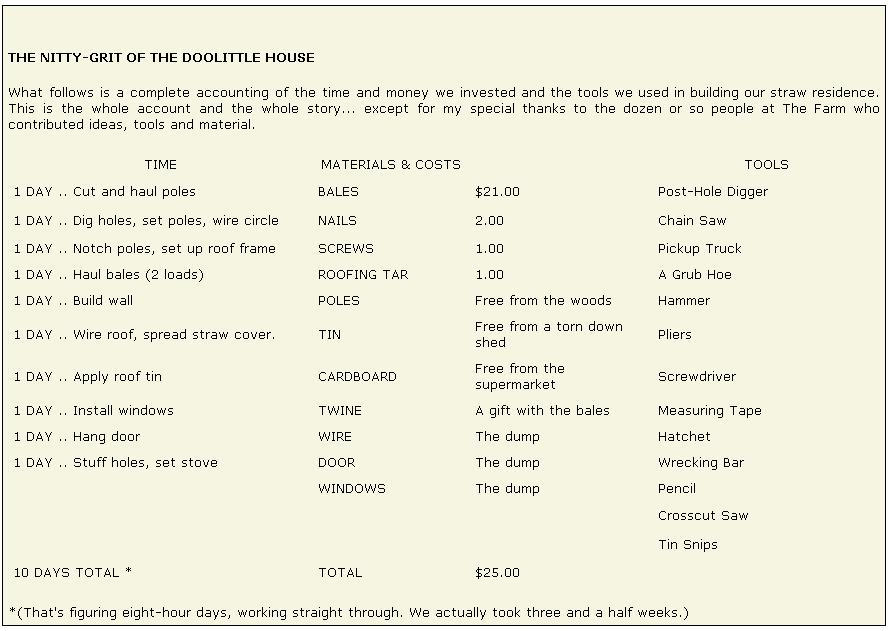 THE NITTY-GRIT OF THE DOOLITTLE HOUSE
What follows is a complete accounting of the time and money we invested and the tools we used in building our straw residence.
This is the whole account and the whole story... except for my special thanks to the dozen or so people at The Farm who
contributed ideas, tools and material.
TIME MATERIALS & COSTS TOOLS
1 DAY .. Cut and haul poles BALES $21.00 Post-Hole Digger
1 DAY .. Dig holes, set poles, wire circle NAILS 2.00 Chain Saw
1 DAY .. Notch poles, set up roof frame SCREWS 1.00 Pickup Truck
1 DAY .. Haul bales (2 loads) ROOFING TAR 1.00 A Grub Hoe
1 DAY .. Build wall POLES Free from the woods Hammer
1 DAY .. Wire roof, spread straw cover. TIN Free from a torn down
shed Pliers
1 DAY .. Apply roof tin CARDBOARD Free from the
supermarket Screwdriver
1 DAY .. Install windows TWINE A gift with the bales Measuring Tape
1 DAY .. Hang door WIRE The dump Hatchet
1 DAY .. Stuff holes, set stove DOOR The dump Wrecking Bar
WINDOWS The dump Pencil
Crosscut Saw
Tin Snips
10 DAYS TOTAL * TOTAL $25.00
*(That's figuring eight-hour days, working straight through. We actually took three and a half weeks.)